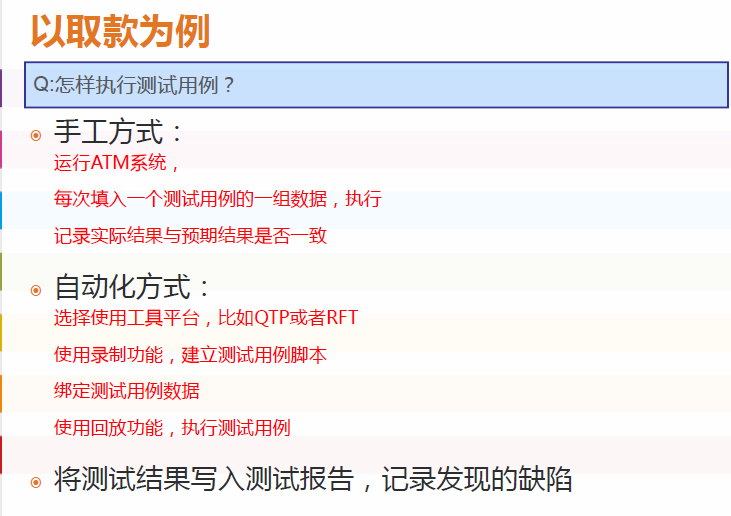 以取款为例
Q:怎样执行测试用例？
手工方式：
运行ATM系统，
每次填入一个测试用例的一组数据，执行
记录实际结果与预期结果是否一致
自动化方式：
选择使用工具平台，比如QTP或者RFT
使用录制功能，建立测试用例脚本
绑定测试用例数据
使用回放功能，执行测试用例
将测试结果写入测试报告，记录发现的缺陷